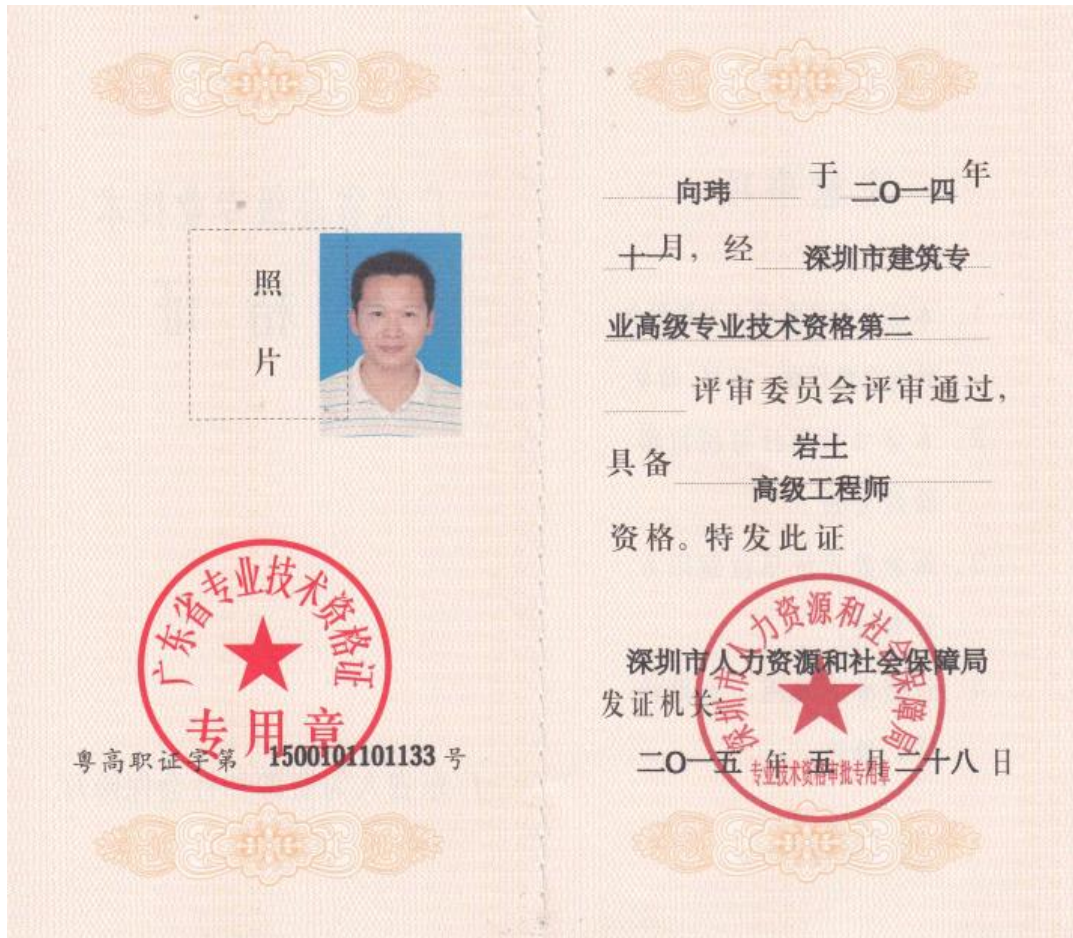 照
片
广东省专业技术资格证
专用章
粤高职证字第 1500101101133 号
向玮 于 二O一四 年
十一月，经 深圳市建筑专
业高级专业技术资格第二
评审委员会评审通过，
具备 岩土
高级工程师
资格。特发此证
深圳市人力资源和社会保障局
深圳市人力资源和社会保障局
发证机关：
二O一五 年 五 月 二十八 日
专业技术资格审批专用章